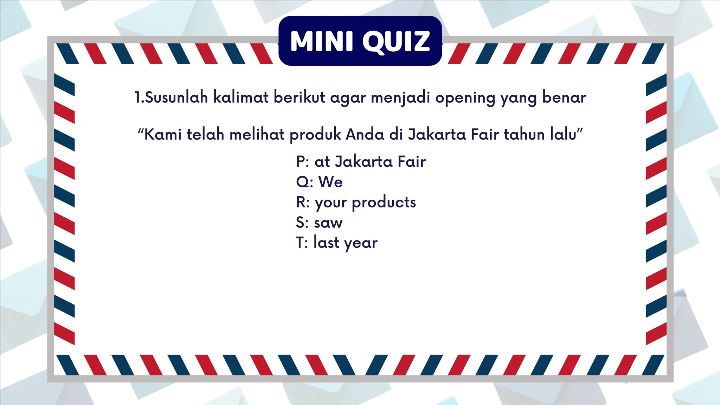 MINI QUIZ
1.Susunlah kalimat berikut agar menjadi opening yang benar
“Kami telah melihat produk Anda di Jakarta Fair tahun lalu”
P: at Jakarta Fair
Q: We
R: your products
S: saw
T: last year